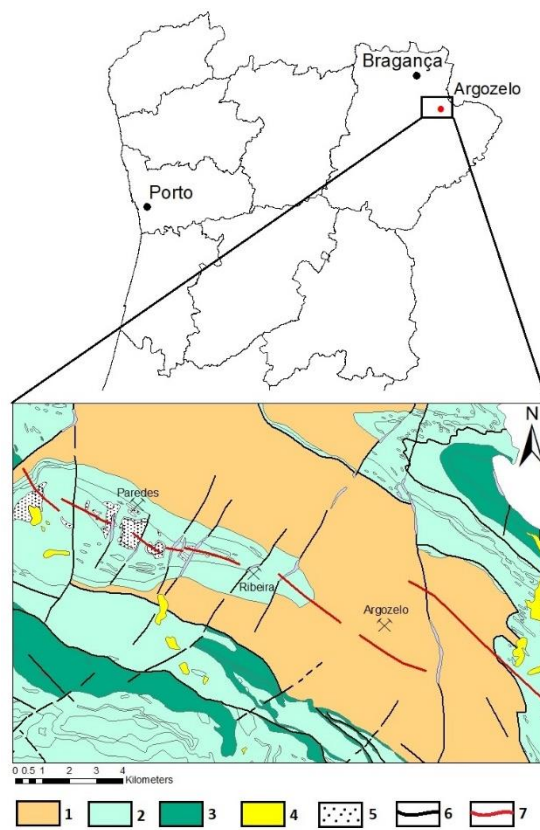 Bragança
Argozelo
Porto
N
Paredes
Ribeira
Argozelo
0 0.5 1 2 3 4
Kilometers
1 2 3 4 5 6 7